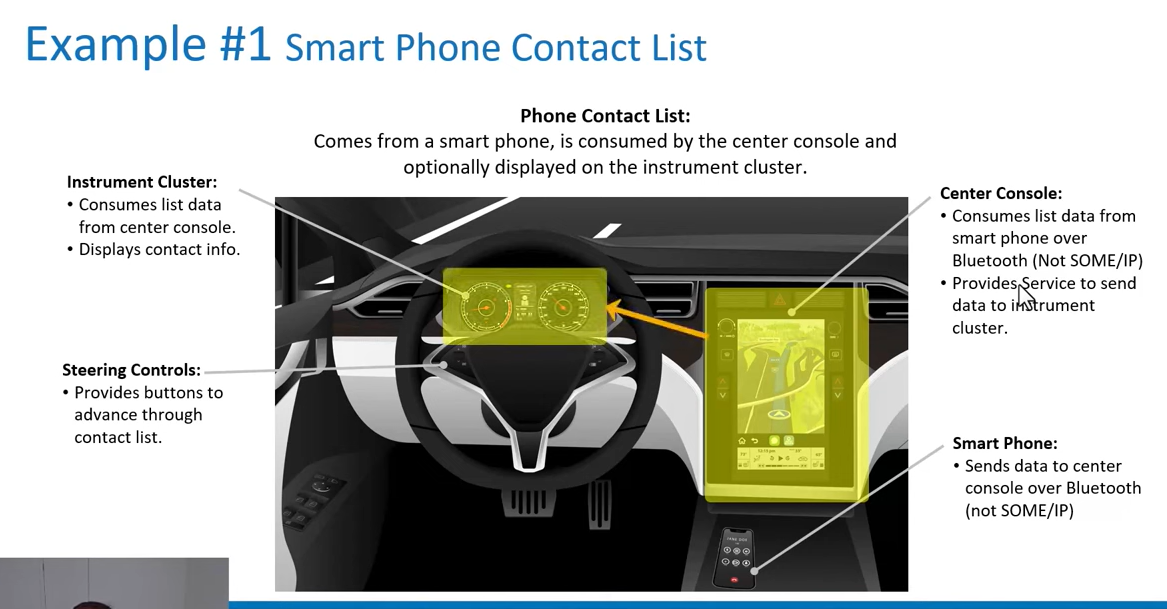 Example #1 Smart Phone Contact List
Phone Contact List:
Comes from a smart phone, is consumed by the center console and
optionally displayed on the instrument cluster.
Instrument Cluster:
• Consumes list data
from center console.
• Displays contact info.
Steering Controls:
• Provides buttons to
advance through
contact list.
Center Console:
• Consumes list data from
smart phone over
Bluetooth (Not SOME/IP)
• Provides Service to send
data to instrument
cluster.
Smart Phone:
• Sends data to center
console over Bluetooth
(not SOME/IP)